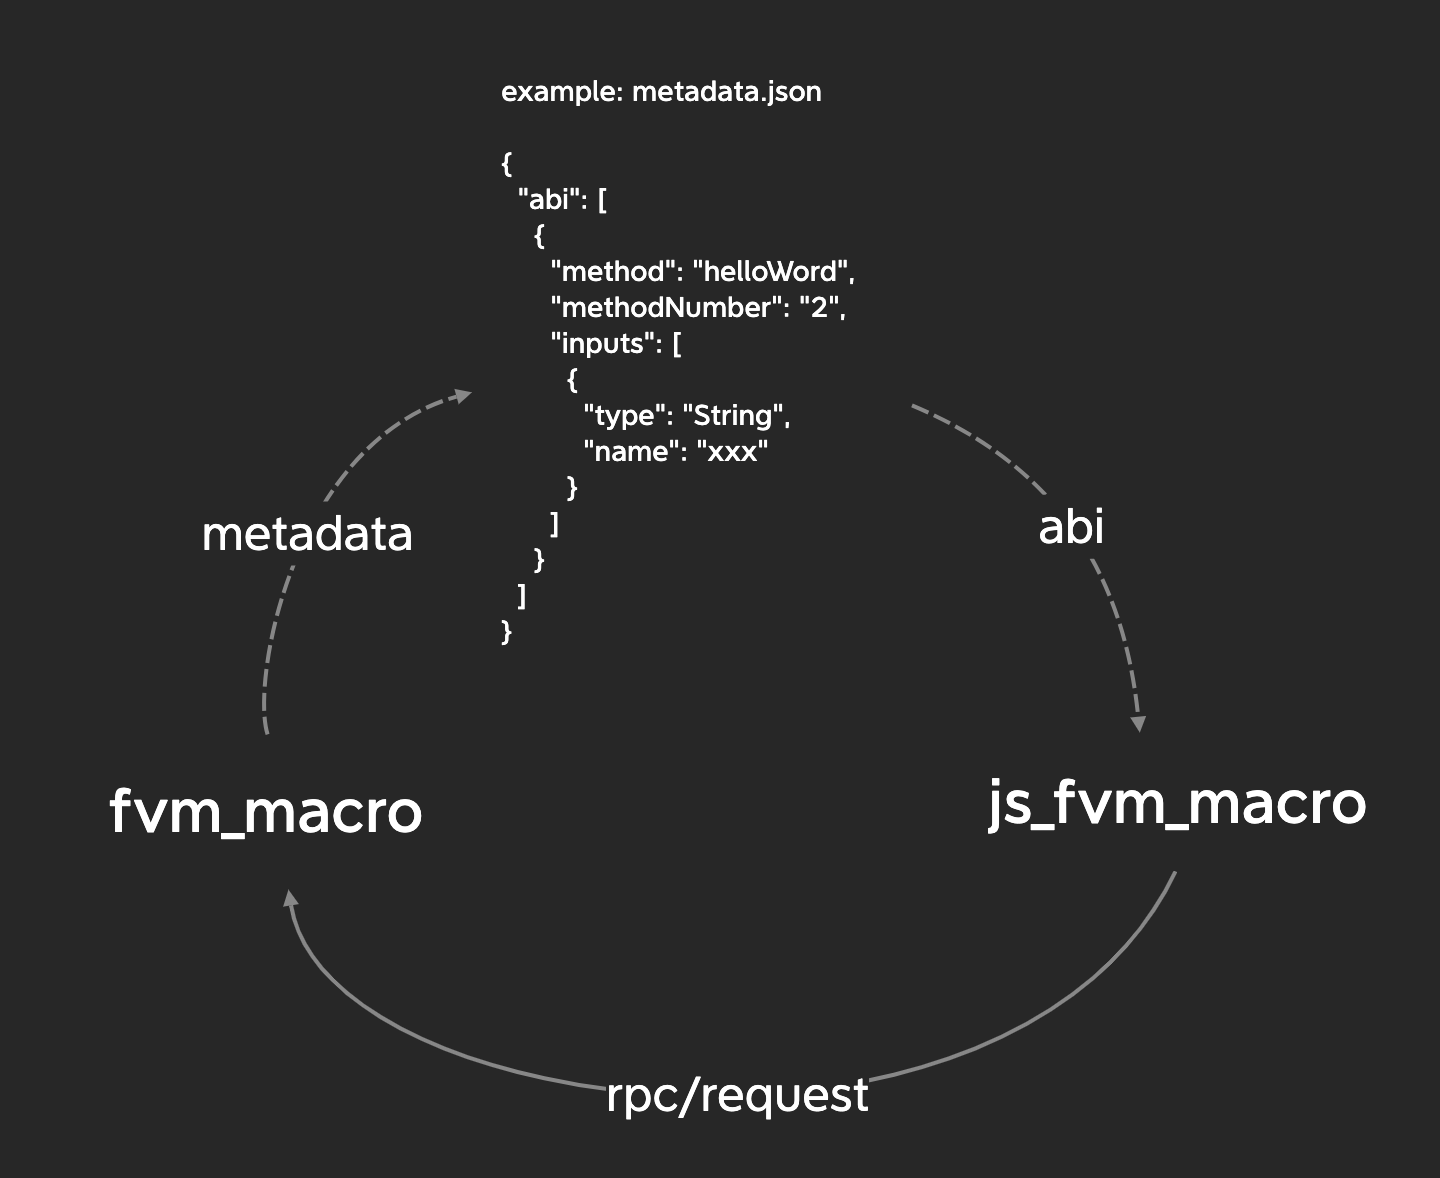 example: metadata.json
{
"abi": [
{
"method": "helloWord",
"methodNumber": "2",
"inputs": [
{
"type": "String",
"name": "xxx"
}
]
}
]
}
metadata
abi
fvm_macro
js_fvm_macro
rpc/request